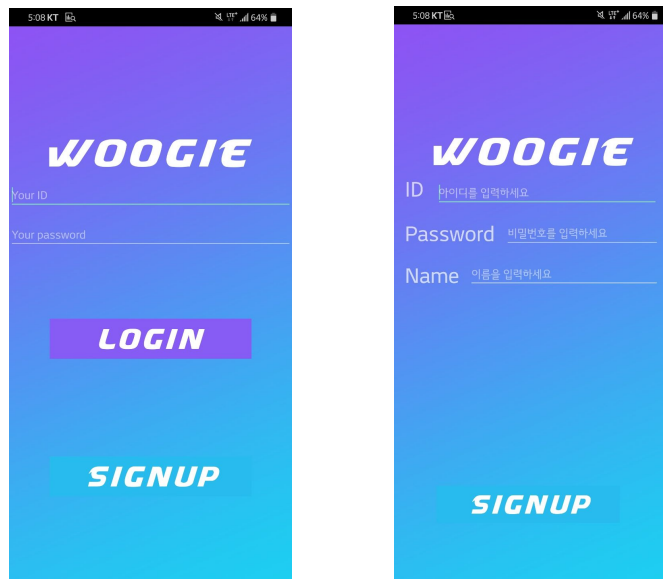 5:08 KT LTE+ 64%
WOOGIE
Your ID
Your password
LOGIN
SIGNUP
5:08 KT LTE+ 64%
WOOGIE
ID 아이디를 입력하세요
Password 비밀번호를 입력하세요
Name 이름을 입력하세요
SIGNUP